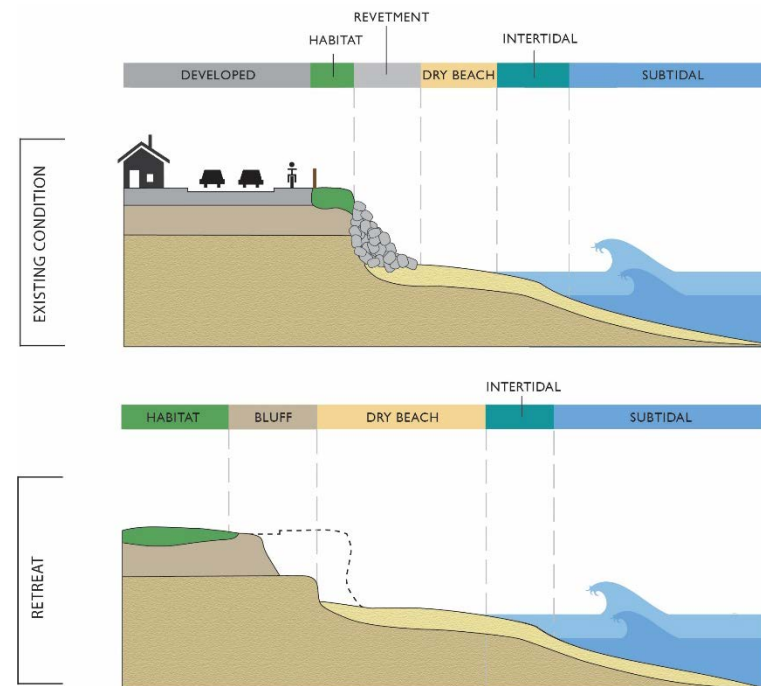 REVETMENT
HABITAT
INTERTIDAL
DEVELOPED
DRY BEACH
SUBTIDAL
EXISTING CONDITION
INTERTIDAL
HABITAT
BLUFF
DRY BEACH
SUBTIDAL
RETREAT